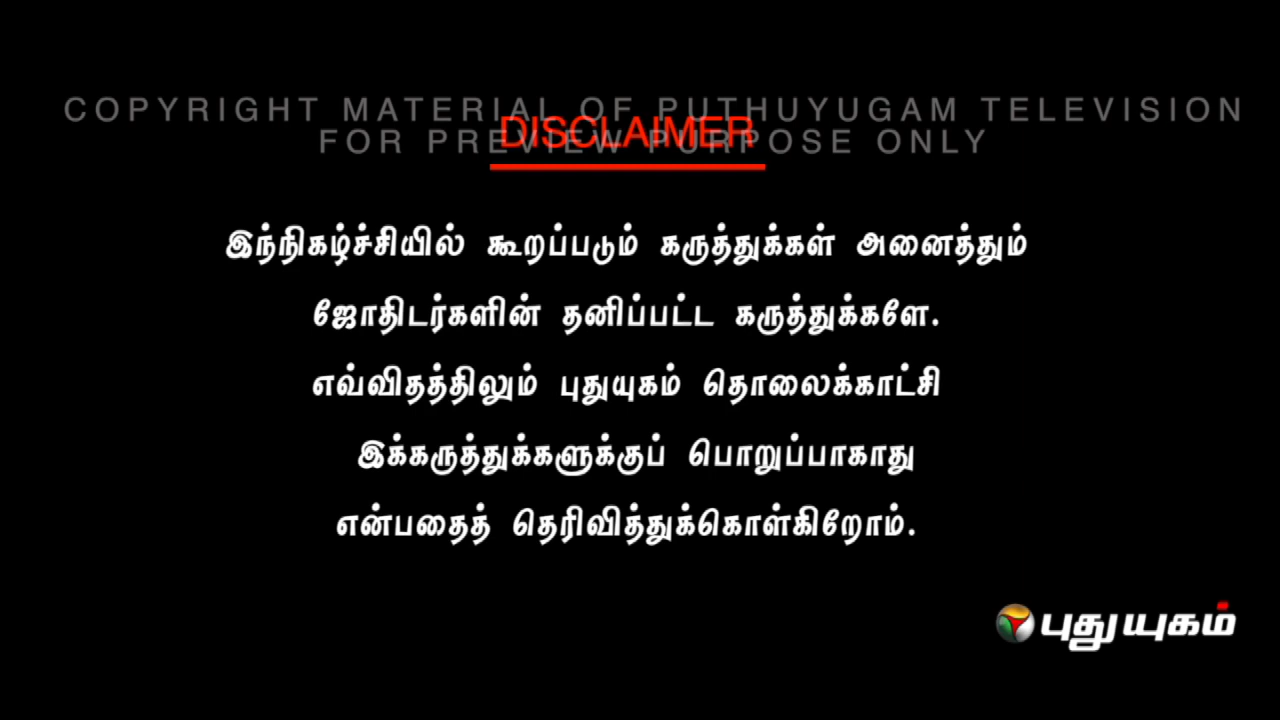 COPYRIGHT MATERIAL OF PUTHUYUGAM TELEVISION
DISCLAIMER
FOR PREVIEW PURPOSE ONLY
இந்நிகழ்ச்சியில் கூறப்படும் கருத்துக்கள் அனைத்தும்
ஜோதிடர்களின் தனிப்பட்ட கருத்துக்களே.
எவ்விதத்திலும் புதுயுகம் தொலைக்காட்சி
இக்கருத்துக்களுக்குப் பொறுப்பாகாது
என்பதைத் தெரிவித்துக்கொள்கிறோம்.
புதுயுகம்